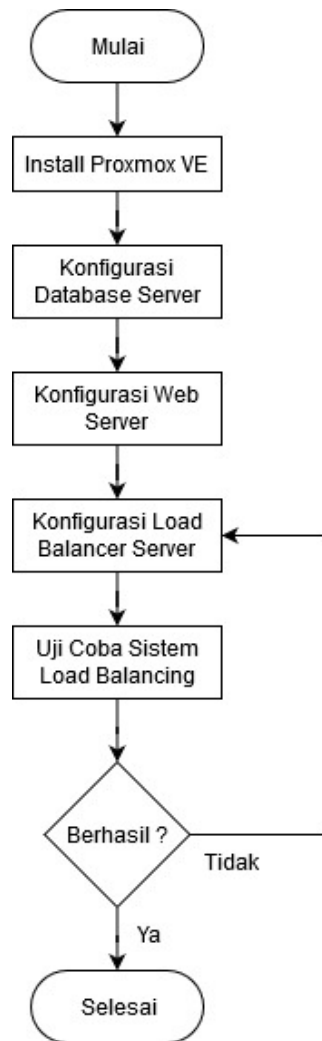 Mulai
Install Proxmox VE
Konfigurasi
Database Server
Konfigurasi Web
Server
Konfigurasi Load
Balancer Server
Uji Coba Sistem
Load Balancing
Berhasil ?
Tidak
Ya
Selesai